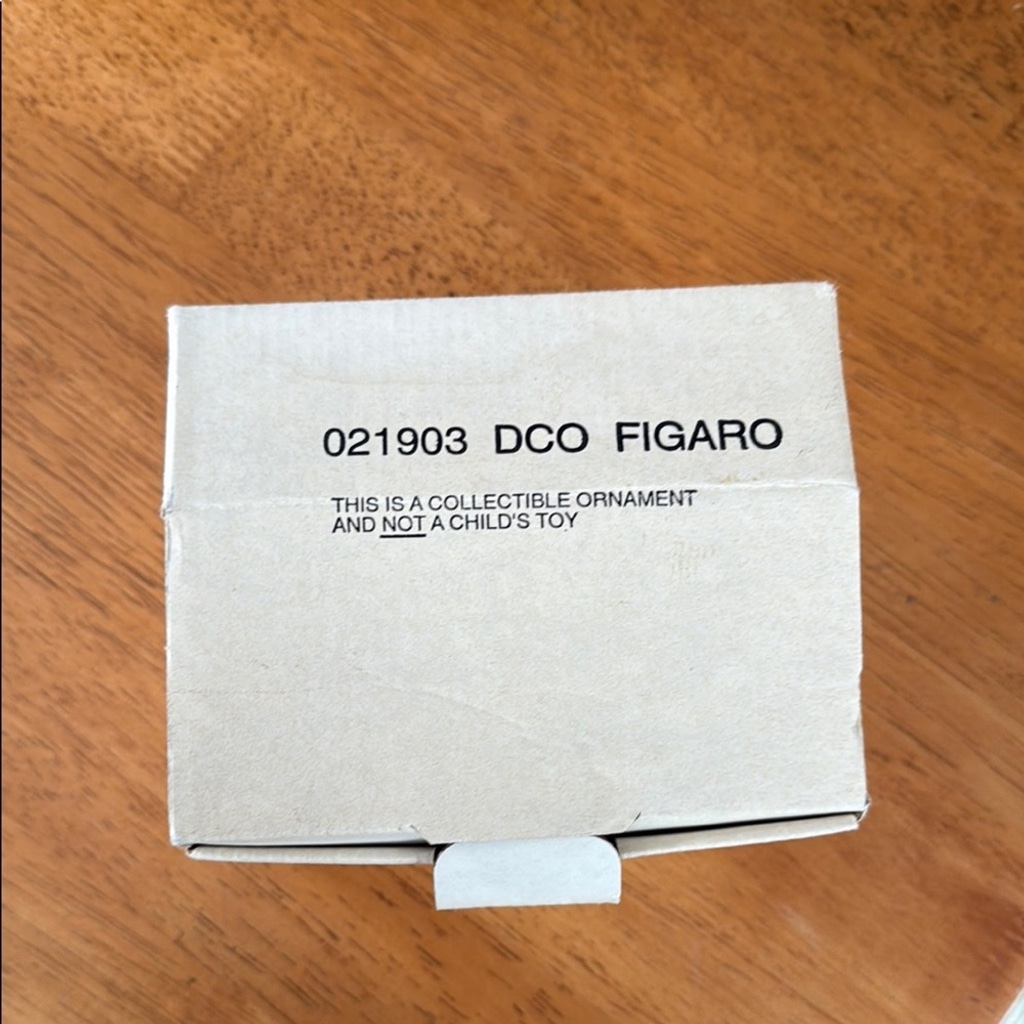 021903 DCO FIGARO
THIS IS A COLLECTIBLE ORNAMENT
AND NOT A CHILD'S TOY